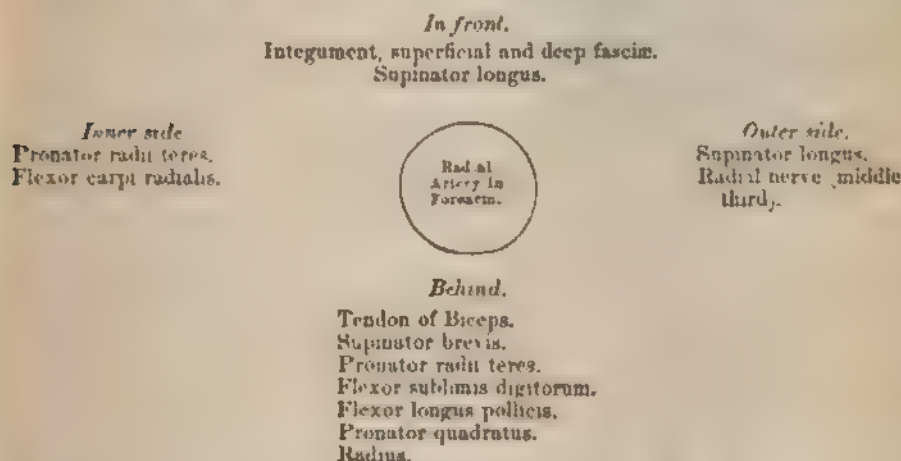 In front.
Integument, superficial and deep fasciæ.
Supinator longus.
Inner side
Pronator radii teres.
Flexor carpi radialis.
Radial
Artery in
Forearm.
Outer side.
Supinator longus.
Radial nerve (middle
third).
Behind.
Tendon of Biceps.
Supinator brevis.
Pronator radii teres.
Flexor sublimis digitorum.
Flexor longus pollicis.
Pronator quadratus.
Radius.